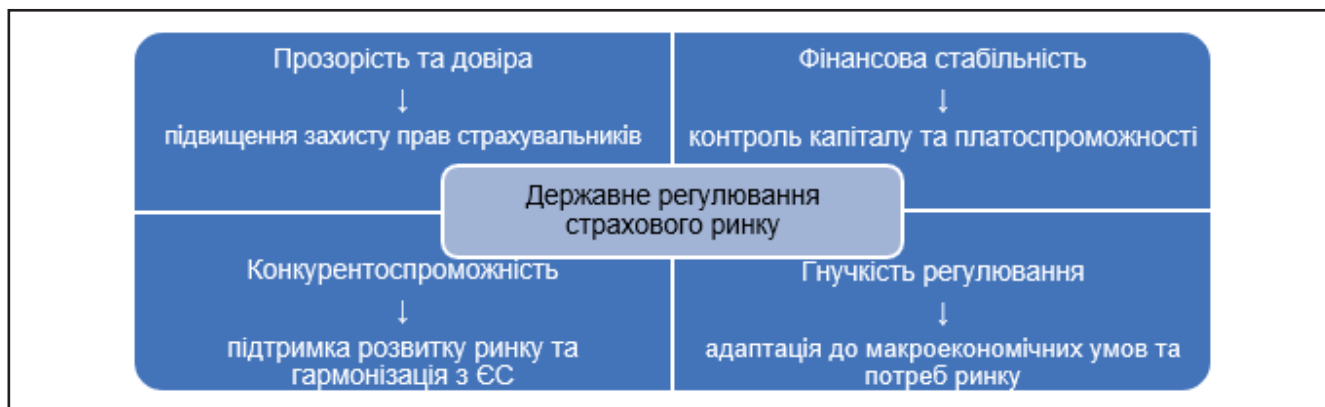 Прозорість та довіра
↓
підвищення захисту прав страхувальників
Фінансова стабільність
↓
контроль капіталу та платоспроможності
Державне регулювання
страхового ринку
Конкурентоспроможність
↓
підтримка розвитку ринку та
гармонізація з ЄС
Гнучкість регулювання
↓
адаптація до макроекономічних умов та
потреб ринку